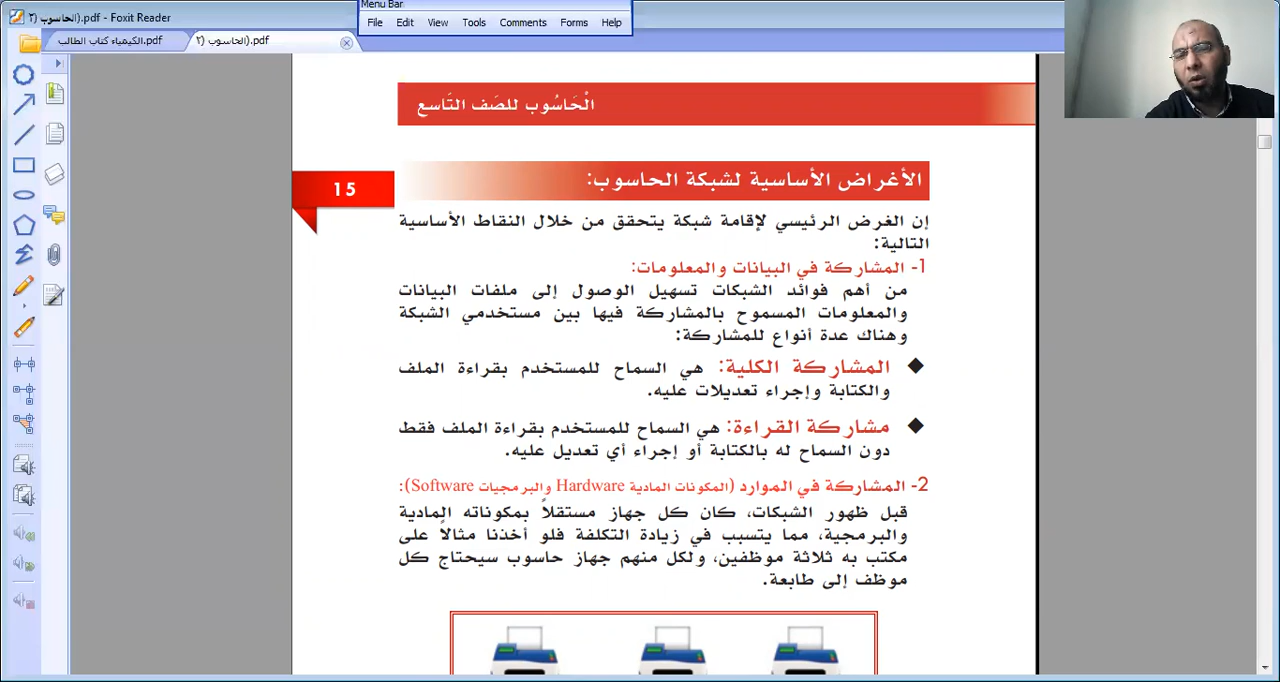 الحاسوب (٢).pdf - Foxit Reader
Menu Bar
File Edit View Tools Comments Forms Help
الكيمياء كتاب الطالب.pdf
الحاسوب (٢).pdf
الْحَاسُوب للصَف التَاسع
15
الأغراض الأساسية لشبكة الحاسوب:
إن الغرض الرئيسي لإقامة شبكة يتحقق من خلال النقاط الأساسية
التالية:
1- المشاركة في البيانات والمعلومات:
من أهم فوائد الشبكات تسهيل الوصول إلى ملفات البيانات
والمعلومات المسموح بالمشاركة فيها بين مستخدمي الشبكة
وهناك عدة أنواع للمشاركة:
◆ المشاركة الكلية: هي السماح للمستخدم بقراءة الملف
والكتابة وإجراء تعديلات عليه.
◆ مشاركة القراءة: هي السماح للمستخدم بقراءة الملف فقط
دون السماح له بالكتابة أو إجراء أي تعديل عليه.
2- المشاركة في الموارد (المكونات المادية Hardware والبرمجيات Software):
قبل ظهور الشبكات، كان كل جهاز مستقلاً بمكوناته المادية
والبرمجية، مما يتسبب في زيادة التكلفة فلو أخذنا مثالاً على
مكتب به ثلاثة موظفين، ولكل منهم جهاز حاسوب سيحتاج كل
موظف إلى طابعة.